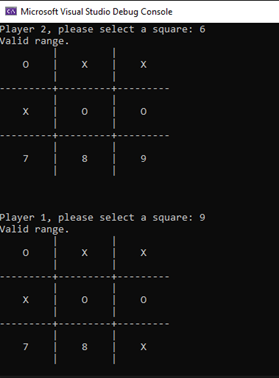 Microsoft Visual Studio Debug Console
Player 2, please select a square: 6
Valid range.
O | X | X
---------+---------+---------
X | O | O
---------+---------+---------
7 | 8 | 9
Player 1, please select a square: 9
Valid range.
O | X | X
---------+---------+---------
X | O | O
---------+---------+---------
7 | 8 | X